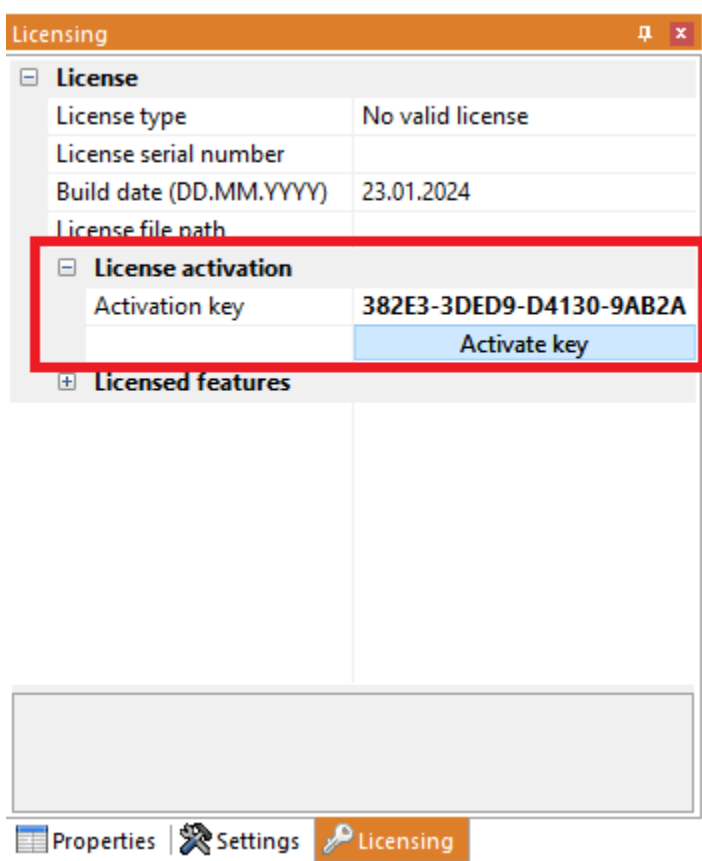 Licensing
License
License type No valid license
License serial number
Build date (DD.MM.YYYY) 23.01.2024
License file path
License activation
Activation key 382E3-3DED9-D4130-9AB2A
Activate key
Licensed features
Properties Settings Licensing